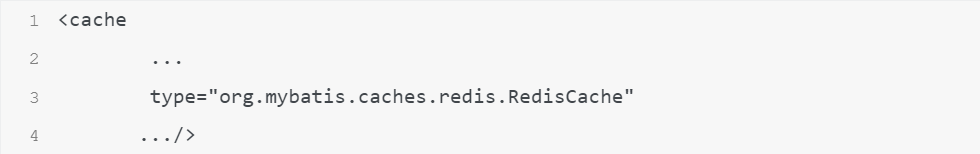 1 <cache
2         ...
3         type="org.mybatis.caches.redis.RedisCache"
4        .../>